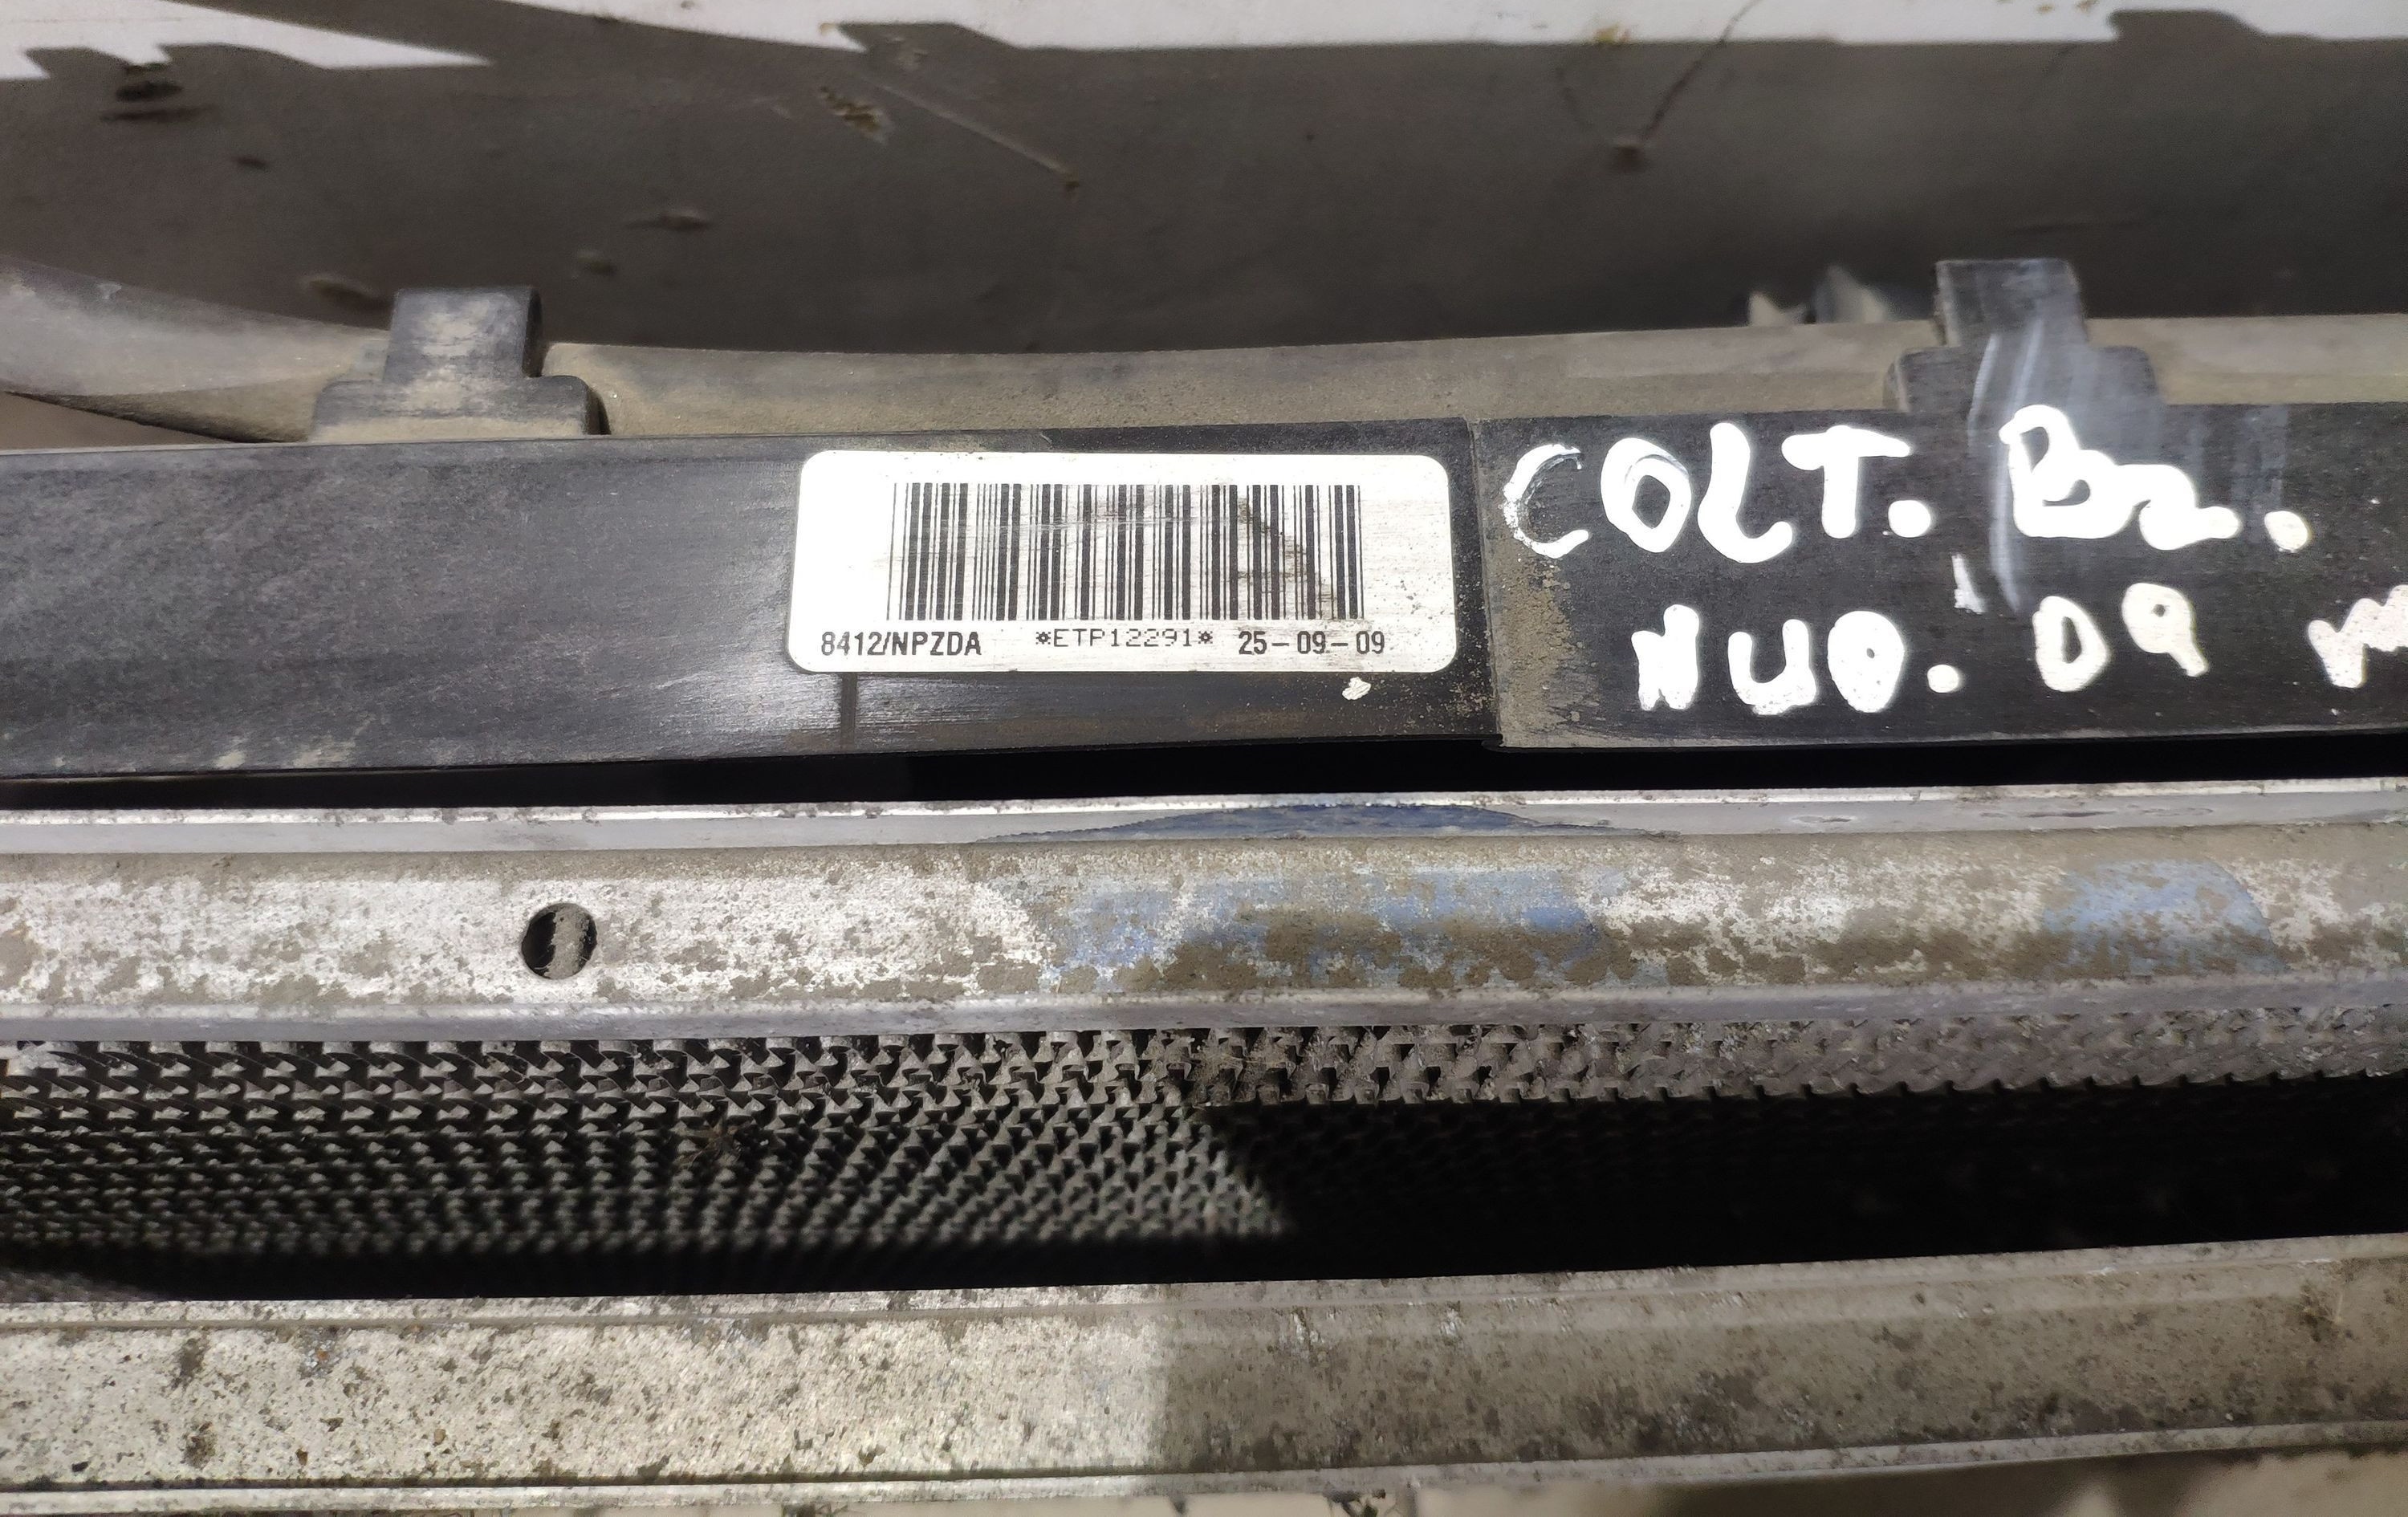 8412/NPZDA *ETP12291* 25-09-09
COLT. Bz.
NUO. 09